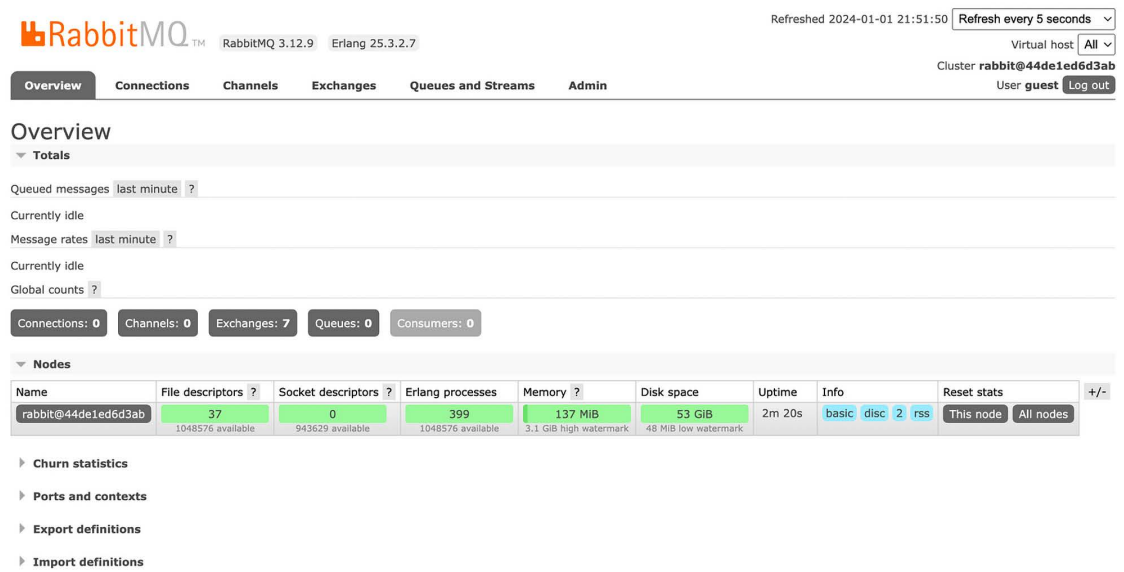 RabbitMQ TM RabbitMQ 3.12.9 Erlang 25.3.2.7
Refreshed 2024-01-01 21:51:50 Refresh every 5 seconds
Virtual host All
Cluster rabbit@44de1ed6d3ab
User guest Log out
Overview Connections Channels Exchanges Queues and Streams Admin
Overview
Totals
Queued messages last minute ?
Currently idle
Message rates last minute ?
Currently idle
Global counts ?
Connections: 0 Channels: 0 Exchanges: 7 Queues: 0 Consumers: 0
Nodes
Name File descriptors ? Socket descriptors ? Erlang processes Memory ? Disk space Uptime Info Reset stats +/-
rabbit@44de1ed6d3ab 37 0 399 137 MiB 53 GiB 2m 20s basic disc 2 rss This node All nodes
1048576 available 943629 available 1048576 available 3.1 GiB high watermark 48 MiB low watermark
Churn statistics
Ports and contexts
Export definitions
Import definitions